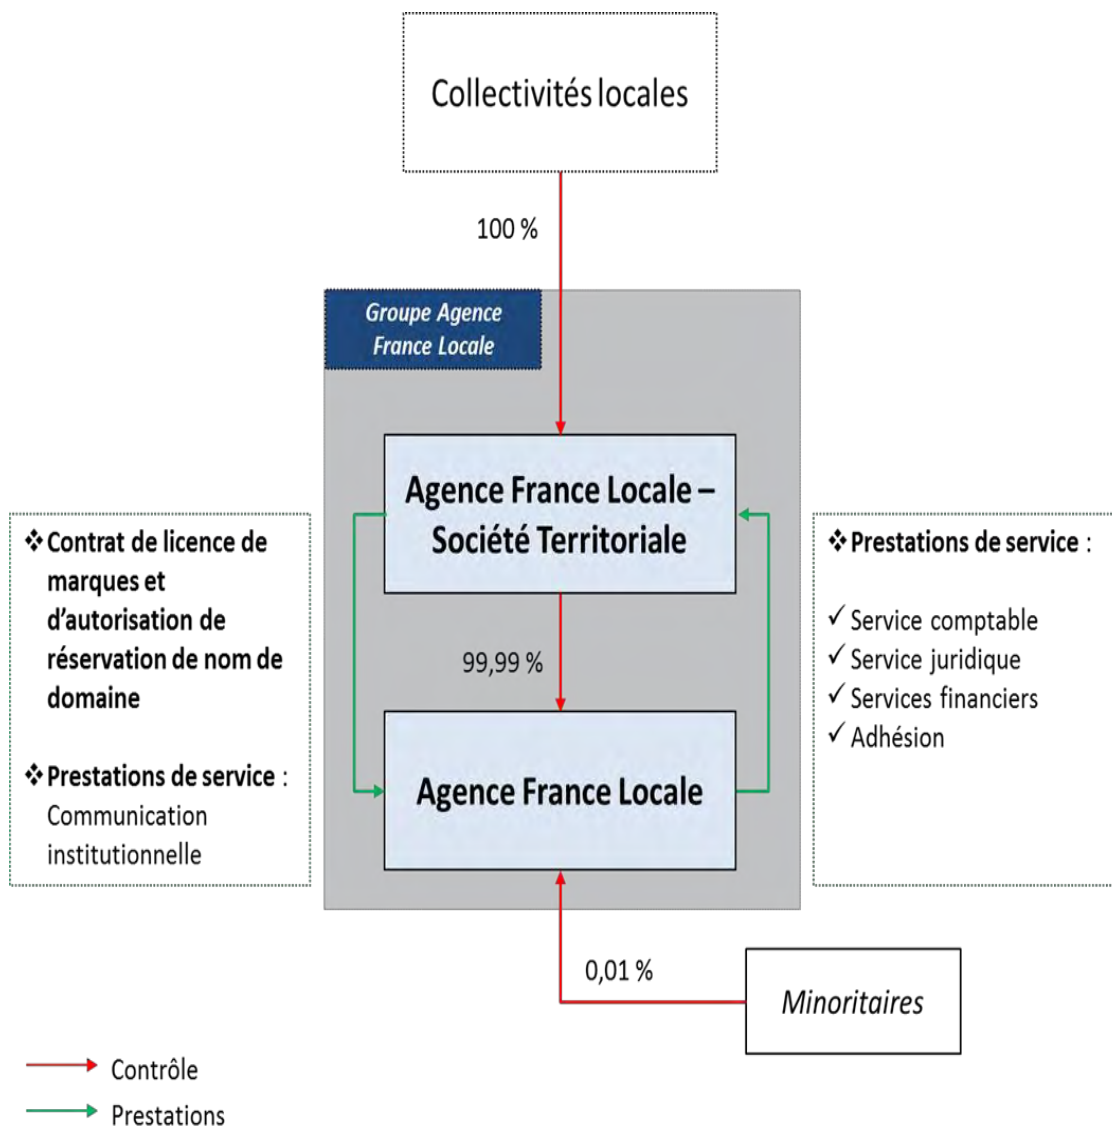 Collectivités locales
100 %
Groupe Agence
France Locale
Agence France Locale –
Société Territoriale
❖ Contrat de licence de
marques et
d’autorisation de
réservation de nom de
domaine
❖ Prestations de service :
Communication
institutionnelle
99,99 %
❖ Prestations de service :
✓ Service comptable
✓ Service juridique
✓ Services financiers
✓ Adhésion
Agence France Locale
0,01 %
Minoritaires
Contrôle
Prestations